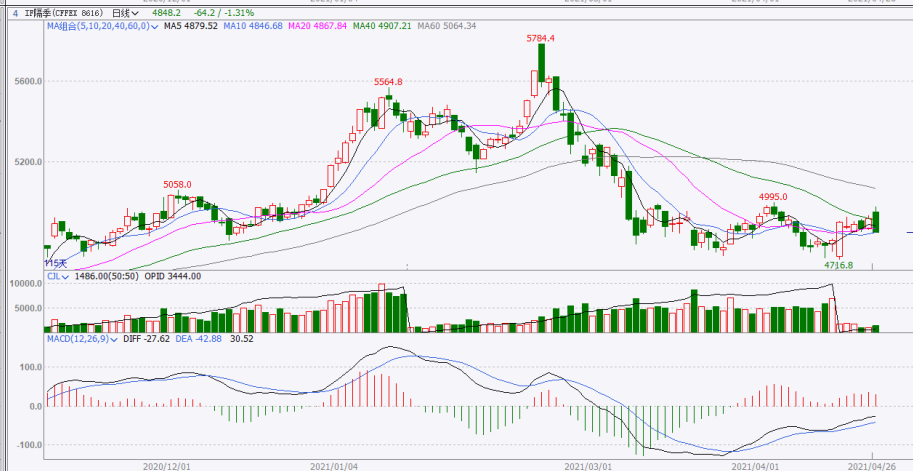 4 IF隔季(CFFEX 8616) 日线 4848.2 -64.2 / -1.31%
MA组合(5,10,20,40,60,0) MA5 4879.52 MA10 4846.68 MA20 4867.84 MA40 4907.21 MA60 5064.34
5784.4
5600.0
5564.8
5200.0
5058.0
4995.0
4716.8
115天
CJL 1486.00(50:50) OPID 3444.00
10000.0
5000.0
MACD(12,26,9) DIFF -27.62 DEA -42.88 30.52
100.0
0.0
-100.0
2020/12/01 2021/01/04 2021/03/01 2021/04/01 2021/04/26